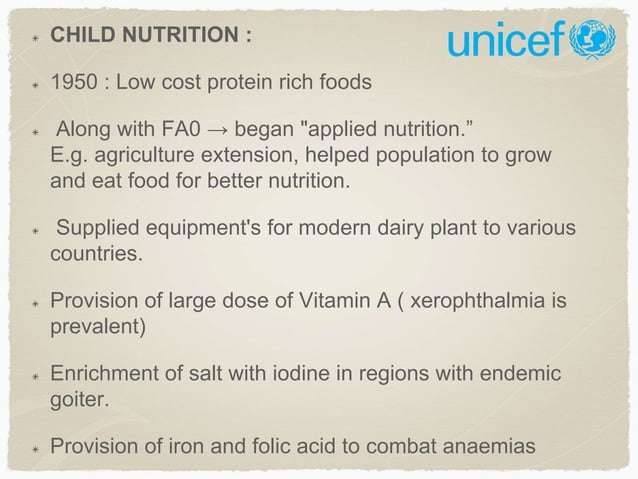 CHILD NUTRITION :
unicef
1950 : Low cost protein rich foods
Along with FA0 → began "applied nutrition.”
E.g. agriculture extension, helped population to grow
and eat food for better nutrition.
Supplied equipment's for modern dairy plant to various
countries.
Provision of large dose of Vitamin A ( xerophthalmia is
prevalent)
Enrichment of salt with iodine in regions with endemic
goiter.
Provision of iron and folic acid to combat anaemias